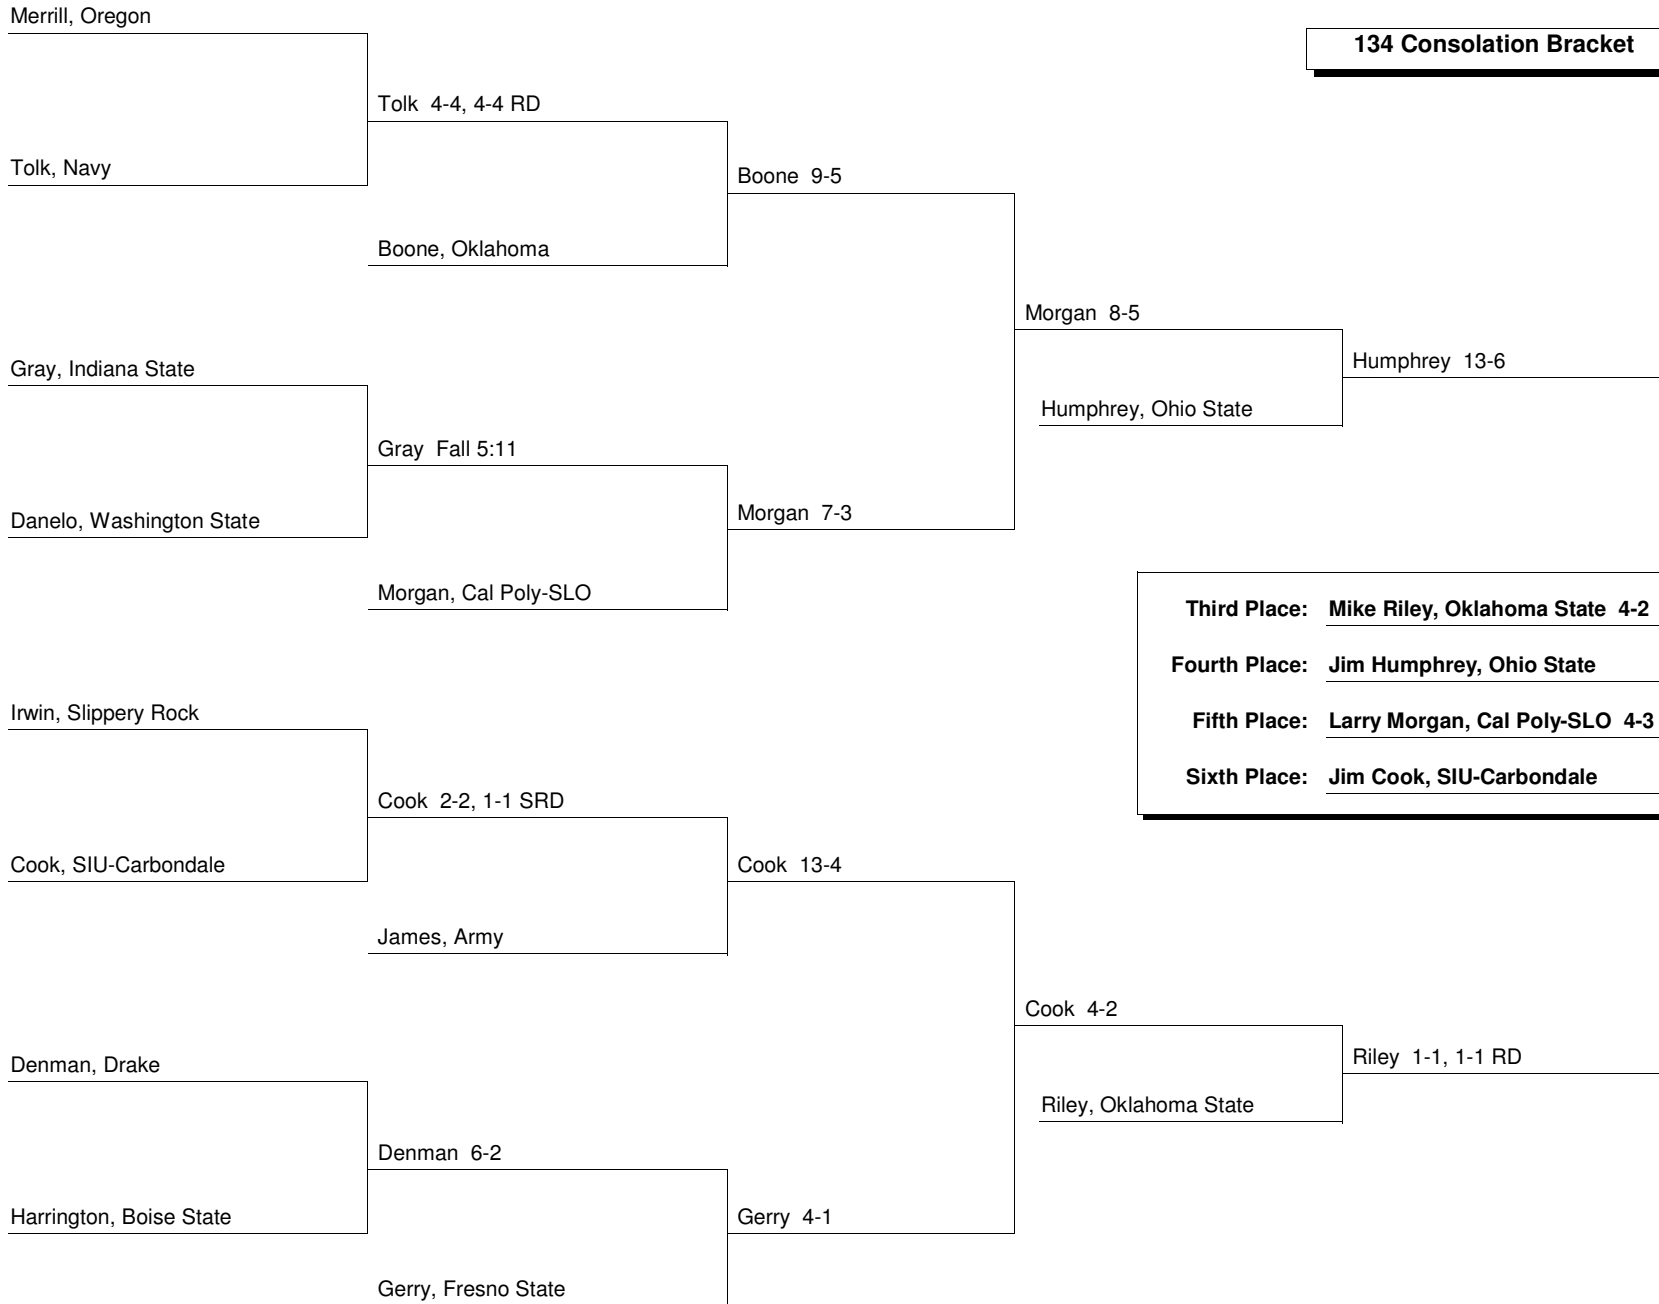 Merrill, Oregon
134 Consolation Bracket
Tolk 4-4, 4-4 RD
Tolk, Navy
Boone 9-5
Boone, Oklahoma
Morgan 8-5
Gray, Indiana State
Humphrey 13-6
Humphrey, Ohio State
Gray Fall 5:11
Danelo, Washington State
Morgan 7-3
Morgan, Cal Poly-SLO
Third Place: Mike Riley, Oklahoma State 4-2
Fourth Place: Jim Humphrey, Ohio State
Fifth Place: Larry Morgan, Cal Poly-SLO 4-3
Sixth Place: Jim Cook, SIU-Carbondale
Irwin, Slippery Rock
Cook 2-2, 1-1 SRD
Cook, SIU-Carbondale
Cook 13-4
James, Army
Cook 4-2
Denman, Drake
Riley 1-1, 1-1 RD
Riley, Oklahoma State
Denman 6-2
Harrington, Boise State
Gerry 4-1
Gerry, Fresno State